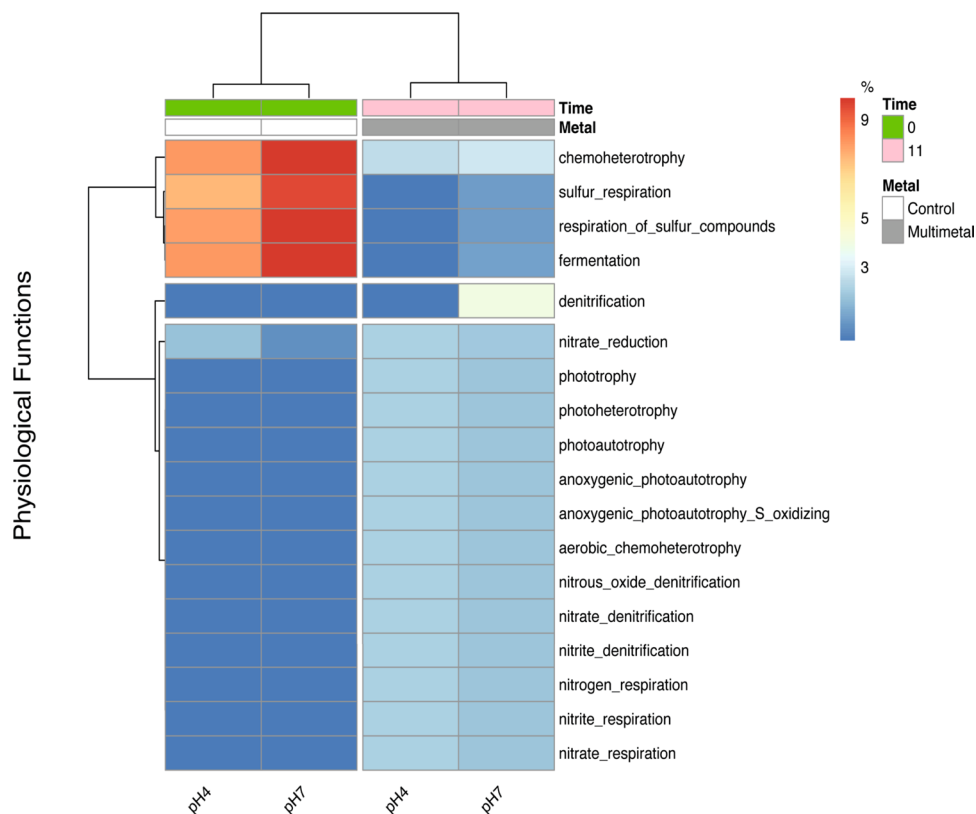 %
9
5
3
Time
0
11
Metal
Control
Multimetal
Time
Metal
Physiological Functions
chemoheterotrophy
sulfur_respiration
respiration_of_sulfur_compounds
fermentation
denitrification
nitrate_reduction
phototrophy
photoheterotrophy
photoautotrophy
anoxygenic_photoautotrophy
anoxygenic_photoautotrophy_S_oxidizing
aerobic_chemoheterotrophy
nitrous_oxide_denitrification
nitrate_denitrification
nitrite_denitrification
nitrogen_respiration
nitrite_respiration
nitrate_respiration
pH4
pH7
pH4
pH7